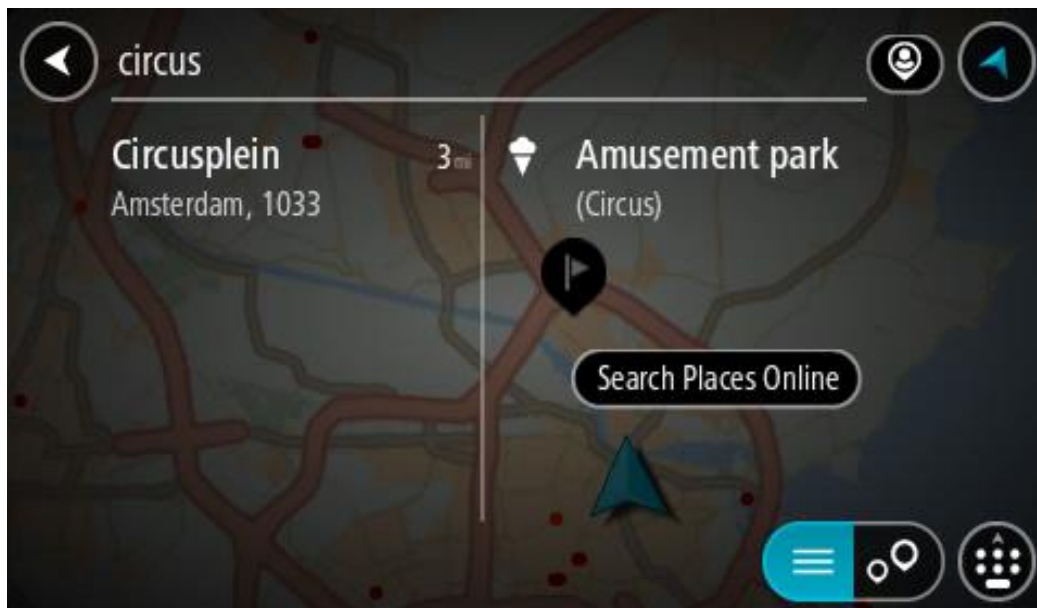 circus
Circusplein 3 mi
Amsterdam, 1033
Amusement park
(Circus)
Search Places Online